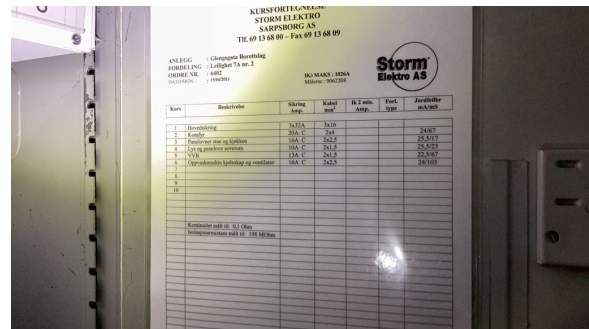 KURSFORTEGNELSE
STORM ELEKTRO
SARPSBORG AS
Tlf. 69 13 68 00 – Fax 69 13 68 09
ANLEGG : Glengsgata Borettslag
FORDELING : Leilighet 7A nr. 2
ORDRE NR. : 6402
DATO/SIGN : 15/04/2011
IK3 MAKS : 1026A
Målernr.: 9062208
Storm
Elektro AS
Kurs Beskrivelse Sikring Amp. Kabel mm² Ik 2 min. Amp. Forl. type Jordfeilbr mA/mS
1 Hovedsikring 3x32A 3x16
2 Komfyr 20A C 2x4 24/67
3 Panelovner stue og kjøkken 16A C 2x2,5 25,5/17
4 Lys og panelovn soverom 10A C 2x1,5 25,5/23
5 VVB 13A C 2x1,5 22,5/67
6 Oppvaskmaskin kjøleskap og ventilator 16A C 2x2,5 24/103
7
8
9
10
Kontinuitet målt til: 0,1 Ohm
Isolasjonsresistans målt til: 198 MOhm